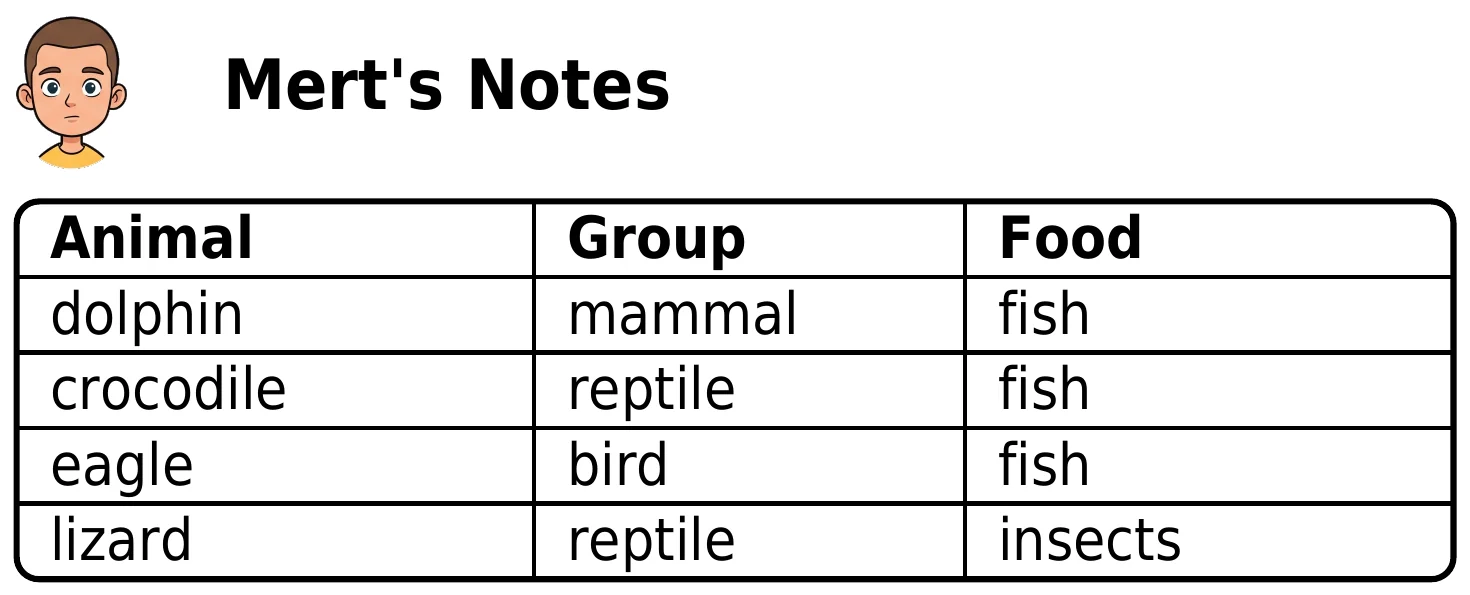 Mert's Notes
Animal Group Food
dolphin mammal fish
crocodile reptile fish
eagle bird fish
lizard reptile insects